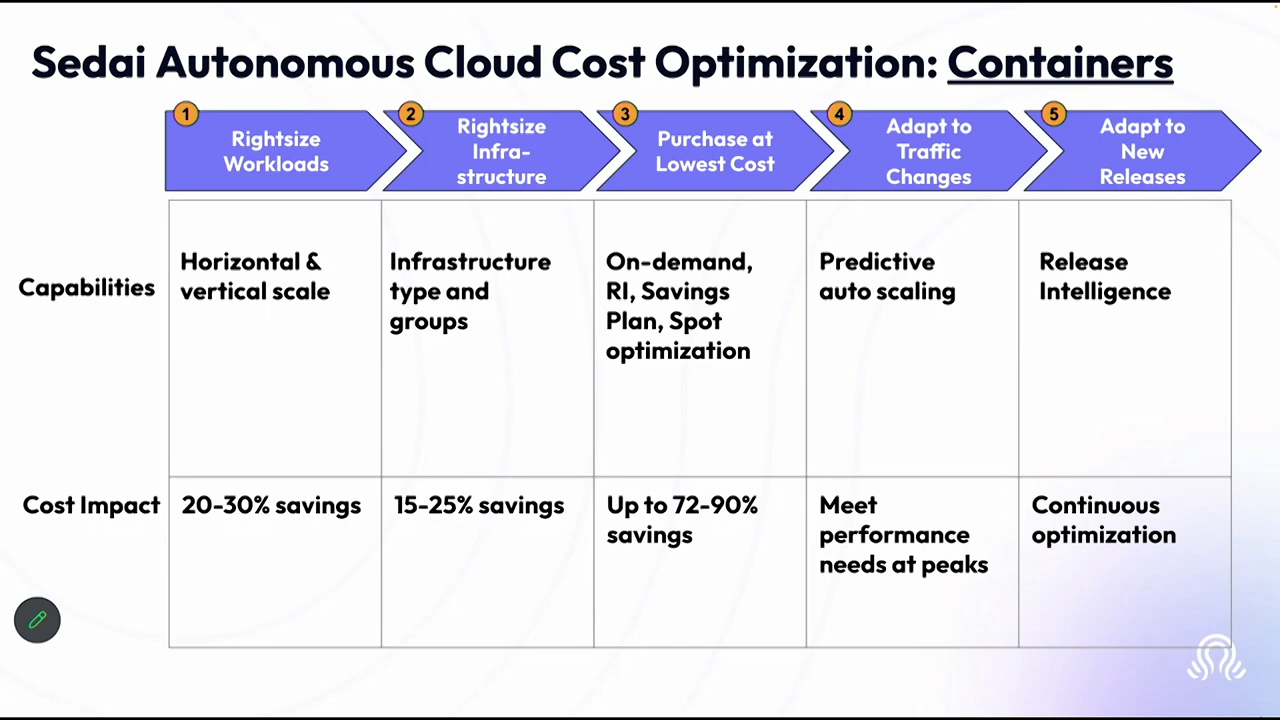 Sedai Autonomous Cloud Cost Optimization: Containers
1
Rightsize
Workloads
2
Rightsize
Infra-
structure
3
Purchase at
Lowest Cost
4
Adapt to
Traffic
Changes
5
Adapt to
New
Releases
Capabilities
Horizontal &
vertical scale
Infrastructure
type and
groups
On-demand,
RI, Savings
Plan, Spot
optimization
Predictive
auto scaling
Release
Intelligence
Cost Impact
20-30% savings
15-25% savings
Up to 72-90%
savings
Meet
performance
needs at peaks
Continuous
optimization